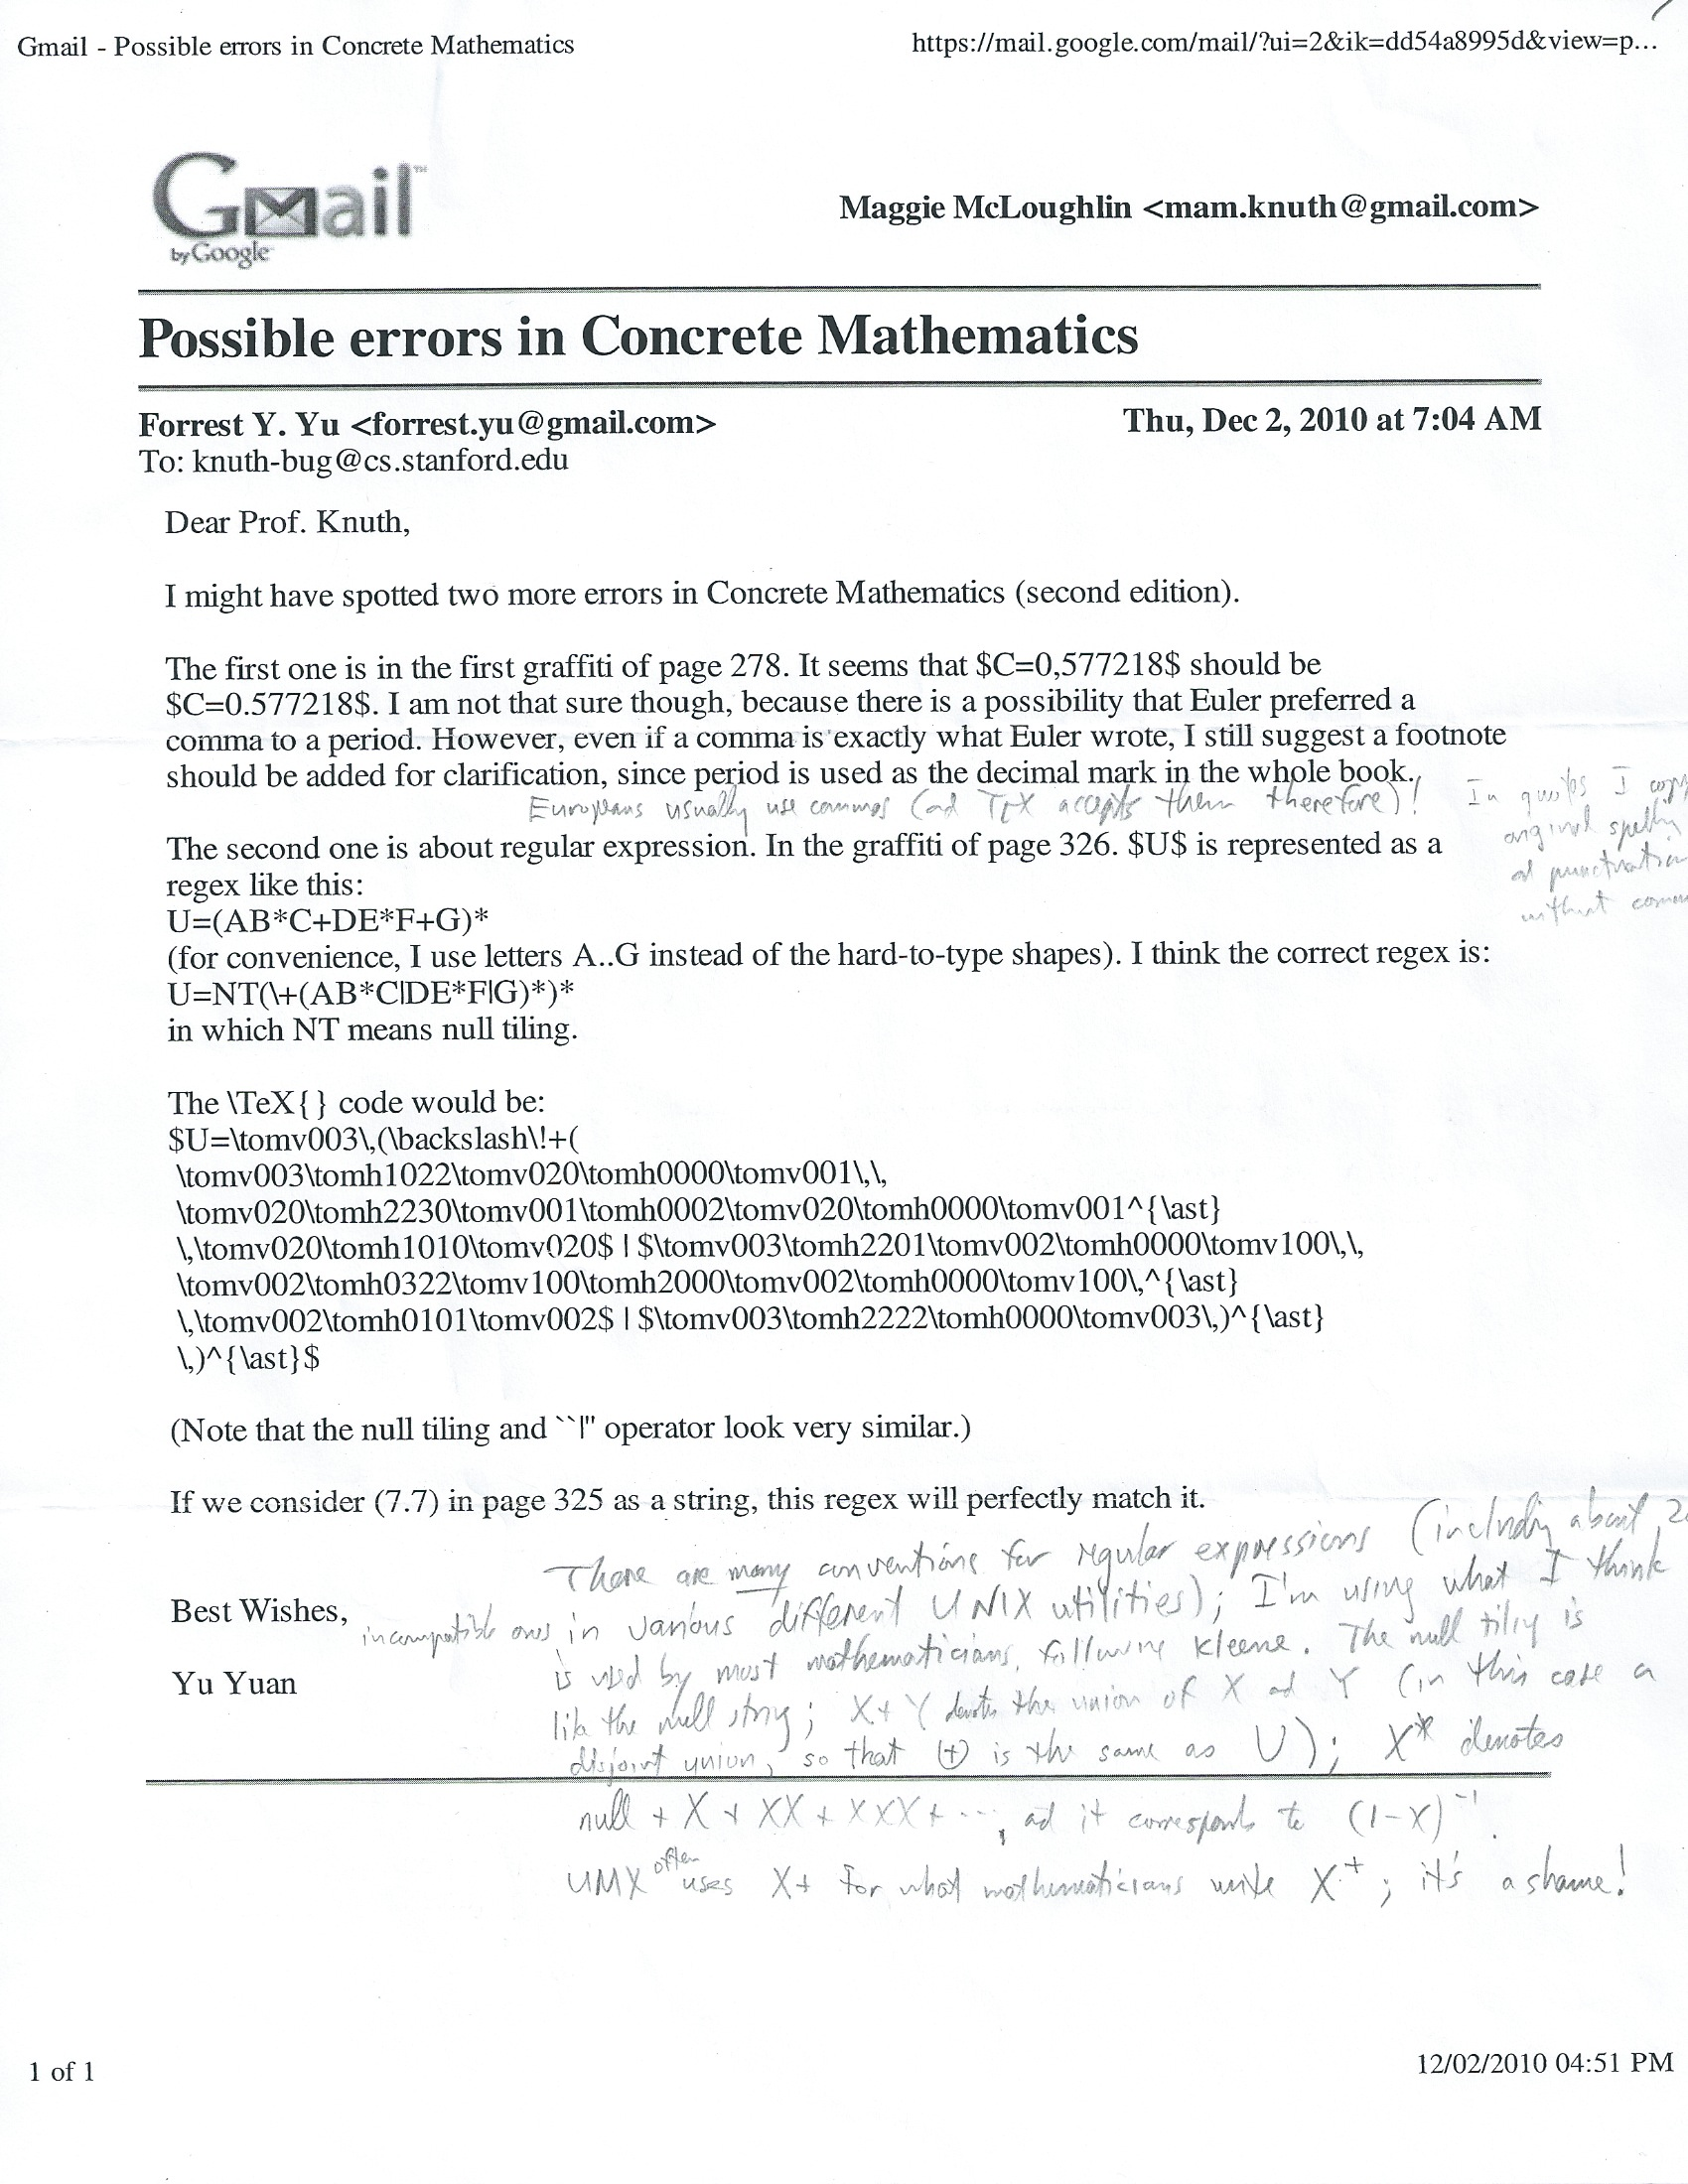 Gmail - Possible errors in Concrete Mathematics
https://mail.google.com/mail/?ui=2&ik=dd54a8995d&view=p...
Gmail™
by Google
Maggie McLoughlin <mam.knuth@gmail.com>
Possible errors in Concrete Mathematics
Forrest Y. Yu <forrest.yu@gmail.com>
Thu, Dec 2, 2010 at 7:04 AM
To: knuth-bug@cs.stanford.edu
Dear Prof. Knuth,
I might have spotted two more errors in Concrete Mathematics (second edition).
The first one is in the first graffiti of page 278. It seems that $C=0,577218$ should be
$C=0.577218$. I am not that sure though, because there is a possibility that Euler preferred a
comma to a period. However, even if a comma is exactly what Euler wrote, I still suggest a footnote
should be added for clarification, since period is used as the decimal mark in the whole book.
Europeans usually use commas (and TEX accepts them therefore)!
In quotes I copy
original spelling
and punctuation
without
The second one is about regular expression. In the graffiti of page 326. $U$ is represented as a
regex like this:
U=(AB*C+DE*F+G)*
(for convenience, I use letters A..G instead of the hard-to-type shapes). I think the correct regex is:
U=NT(\+(AB*C|DE*F|G)*)*
in which NT means null tiling.
The \TeX{} code would be:
$U=\tomv003\,(\backslash\!+(
\tomv003\tomh1022\tomv020\tomh0000\tomv001\,\,
\tomv020\tomh2230\tomv001\tomh0002\tomv020\tomh0000\tomv001^{\ast}
\,\tomv020\tomh1010\tomv020$ | $\tomv003\tomh2201\tomv002\tomh0000\tomv100\,\,
\tomv002\tomh0322\tomv100\tomh2000\tomv002\tomh0000\tomv100\,^{\ast}
\,\tomv002\tomh0101\tomv002$ | $\tomv003\tomh2222\tomh0000\tomv003\,)^{\ast}
\,)^{\ast}$
(Note that the null tiling and ``|" operator look very similar.)
If we consider (7.7) in page 325 as a string, this regex will perfectly match it.
There are many conventions for regular expressions (including about
Best Wishes,
incompatible ones in various different UNIX utilities); I'm using what I think
is used by most mathematicians, following Kleene. The null tiling is
Yu Yuan
like the null string; X+Y denotes the union of X and Y (in this case a
disjoint union, so that (+) is the same as U); X* denotes
null + X + XX + XXX + ..., and it corresponds to (1-X)⁻¹.
UNIX often uses X+ for what mathematicians write X⁺; it's a shame!
1 of 1
12/02/2010 04:51 PM